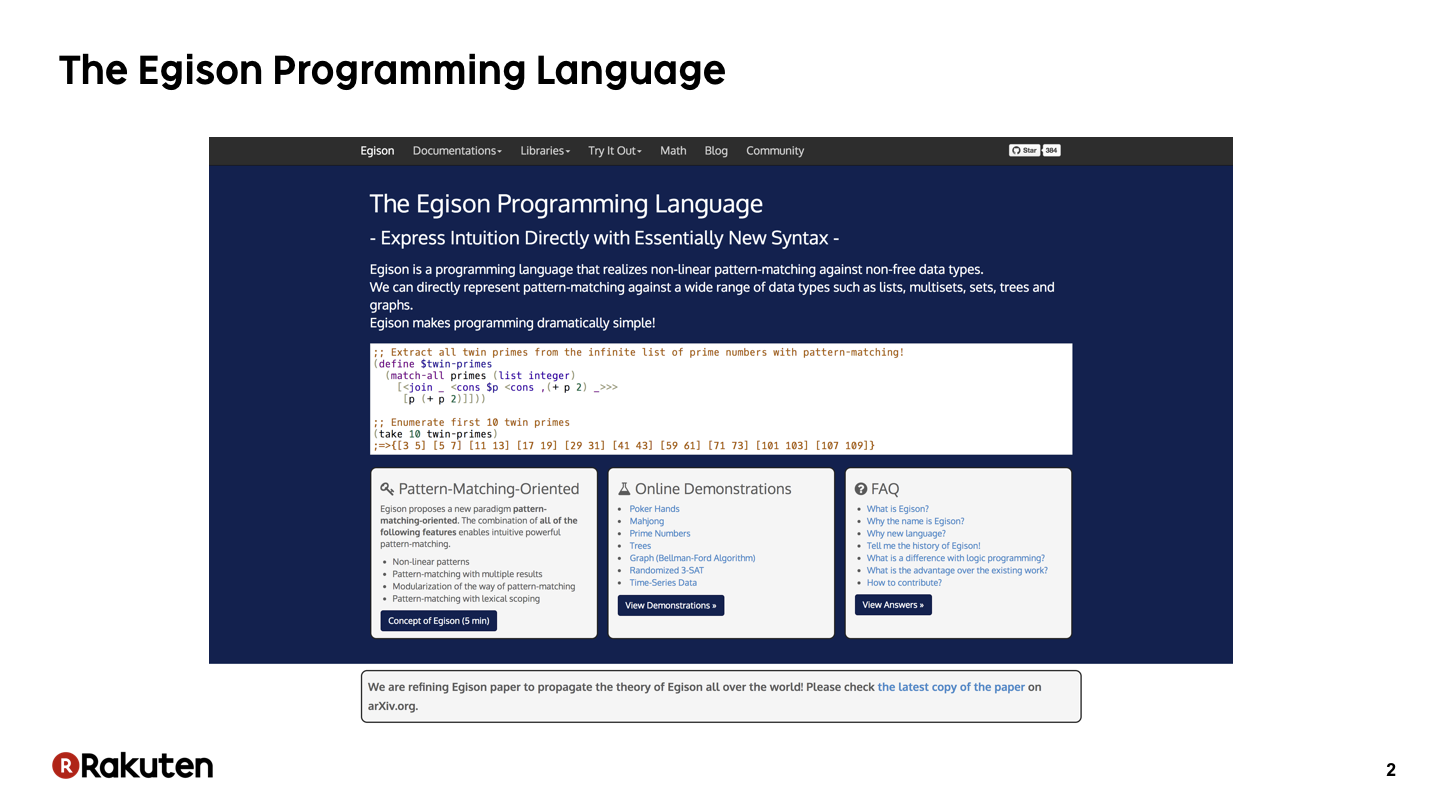 The Egison Programming Language
Egison Documentations Libraries Try It Out Math Blog Community Star 384
The Egison Programming Language
- Express Intuition Directly with Essentially New Syntax -
Egison is a programming language that realizes non-linear pattern-matching against non-free data types.
We can directly represent pattern-matching against a wide range of data types such as lists, multisets, sets, trees and
graphs.
Egison makes programming dramatically simple!
;; Extract all twin primes from the infinite list of prime numbers with pattern-matching!
(define $twin-primes
  (match-all primes (list integer)
    [<join _ <cons $p <cons ,(+ p 2) _>>>
     [p (+ p 2)]]))
;; Enumerate first 10 twin primes
(take 10 twin-primes)
;=>{[3 5] [5 7] [11 13] [17 19] [29 31] [41 43] [59 61] [71 73] [101 103] [107 109]}
Pattern-Matching-Oriented
Egison proposes a new paradigm pattern-
matching-oriented. The combination of all of the
following features enables intuitive powerful
pattern-matching.
• Non-linear patterns
• Pattern-matching with multiple results
• Modularization of the way of pattern-matching
• Pattern-matching with lexical scoping
Concept of Egison (5 min)
Online Demonstrations
• Poker Hands
• Mahjong
• Prime Numbers
• Trees
• Graph (Bellman-Ford Algorithm)
• Randomized 3-SAT
• Time-Series Data
View Demonstrations »
FAQ
• What is Egison?
• Why the name is Egison?
• Why new language?
• Tell me the history of Egison!
• What is a difference with logic programming?
• What is the advantage over the existing work?
• How to contribute?
View Answers »
We are refining Egison paper to propagate the theory of Egison all over the world! Please check the latest copy of the paper on
arXiv.org.
R Rakuten
2